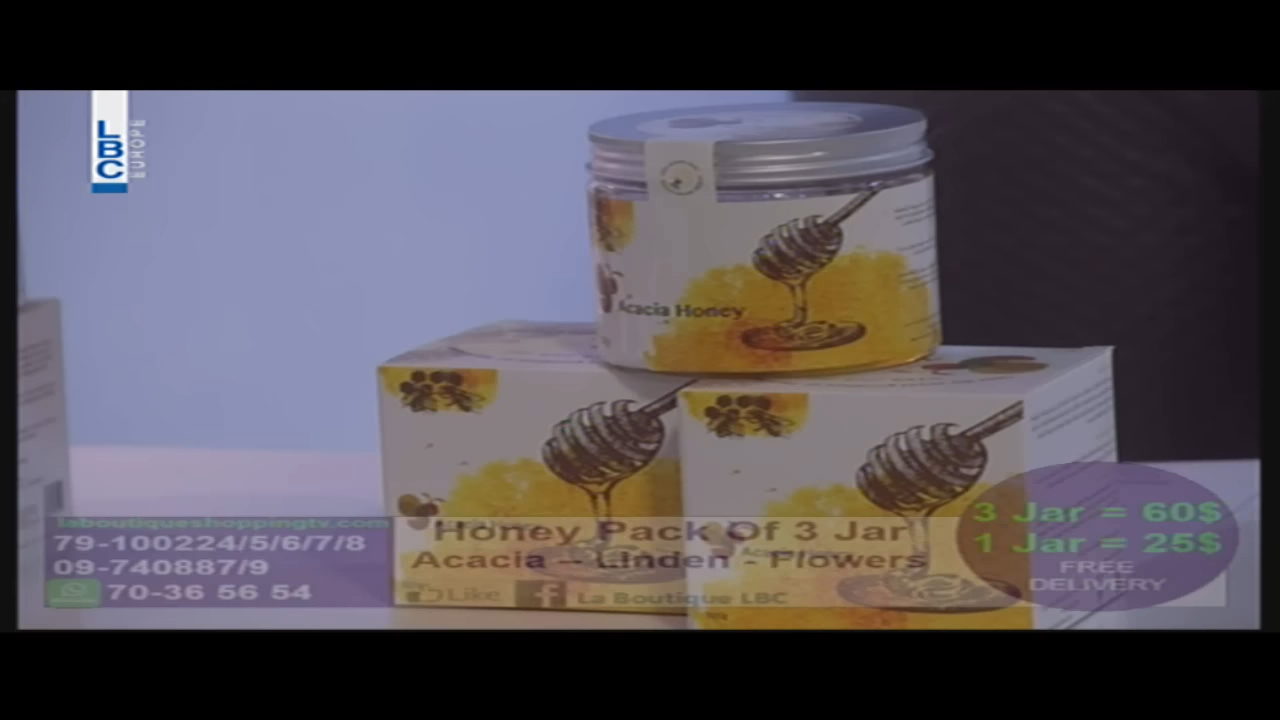 LBC
EUROPE
Acacia Honey
laboutiqueshoppingtv.com
79-100224/5/6/7/8
09-740887/9
70-36 56 54
Honey Pack Of 3 Jar
Acacia – Linden - Flowers
Like
La Boutique LBC
3 Jar = 60$
1 Jar = 25$
FREE
DELIVERY